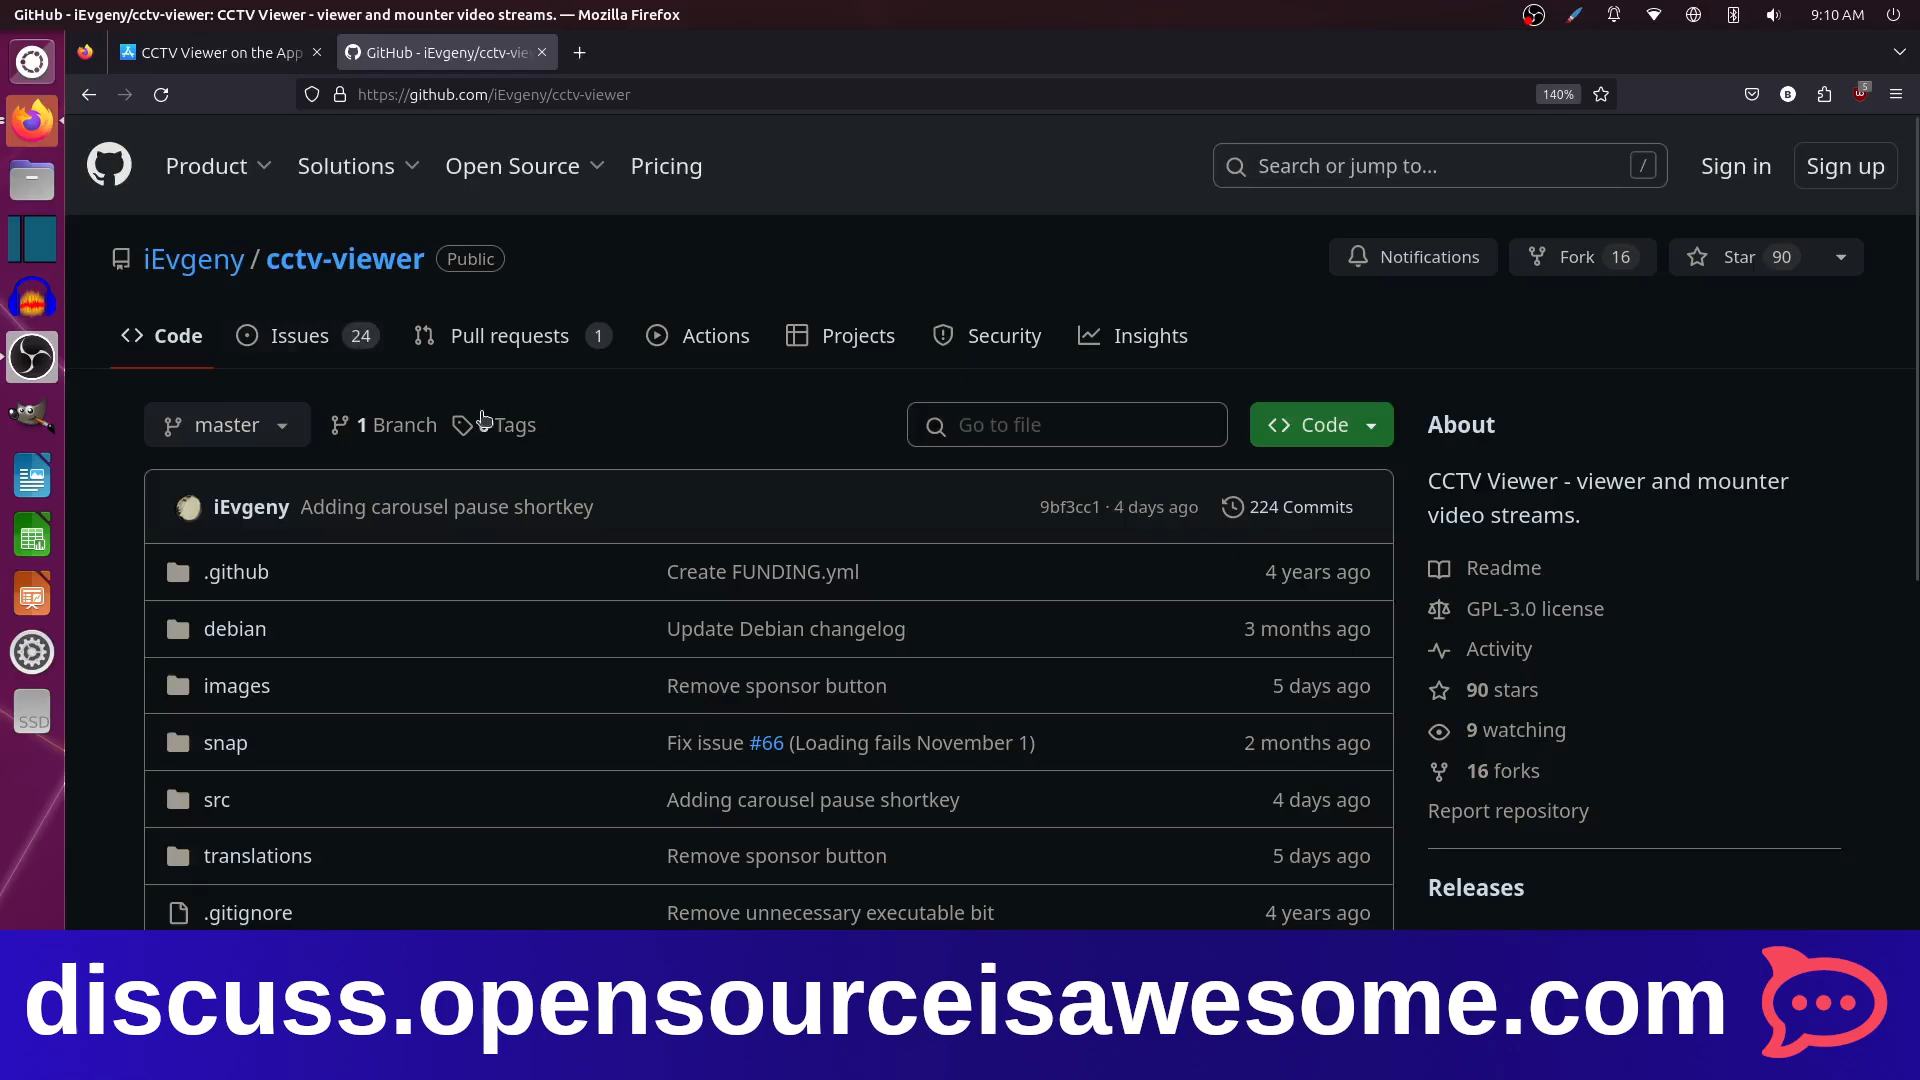 GitHub - iEvgeny/cctv-viewer: CCTV Viewer - viewer and mounter video streams. — Mozilla Firefox
9:10 AM
CCTV Viewer on the App
GitHub - iEvgeny/cctv-vie
https://github.com/iEvgeny/cctv-viewer
140%
B
5
Product
Solutions
Open Source
Pricing
Search or jump to...
/
Sign in
Sign up
iEvgeny / cctv-viewer
Public
Notifications
Fork 16
Star 90
Code
Issues 24
Pull requests 1
Actions
Projects
Security
Insights
master
1 Branch
Tags
Go to file
Code
About
CCTV Viewer - viewer and mounter
video streams.
iEvgeny Adding carousel pause shortkey
9bf3cc1 · 4 days ago
224 Commits
.github
Create FUNDING.yml
4 years ago
debian
Update Debian changelog
3 months ago
images
Remove sponsor button
5 days ago
snap
Fix issue #66 (Loading fails November 1)
2 months ago
src
Adding carousel pause shortkey
4 days ago
translations
Remove sponsor button
5 days ago
.gitignore
Remove unnecessary executable bit
4 years ago
Readme
GPL-3.0 license
Activity
90 stars
9 watching
16 forks
Report repository
Releases
SSD
discuss.opensourceisawesome.com